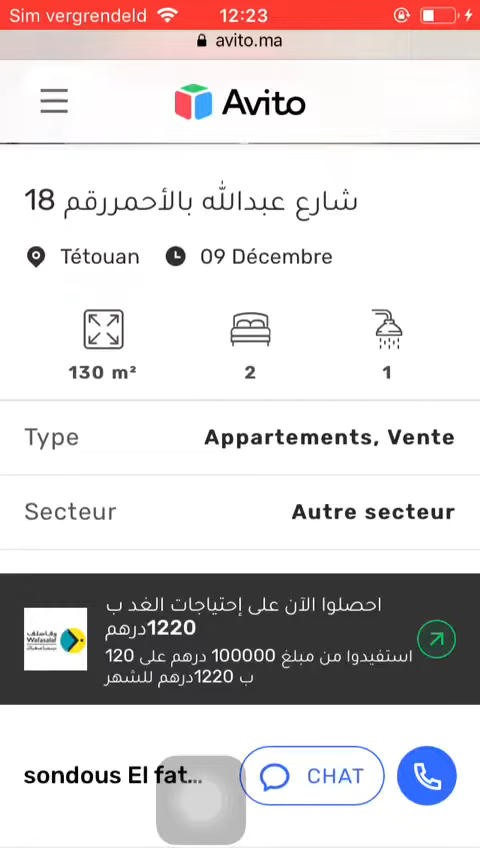 Sim vergrendeld 12:23
avito.ma
Avito
شارع عبدالله بالأحمررقم 18
Tétouan 09 Décembre
130 m² 2 1
Type Appartements, Vente
Secteur Autre secteur
احصلوا الآن على إحتياجات الغد ب
1220درهم
استفيدوا من مبلغ 100000 درهم على 120
ب 1220درهم للشهر
وفاسلف
Wafasalaf
sondous El fat... CHAT